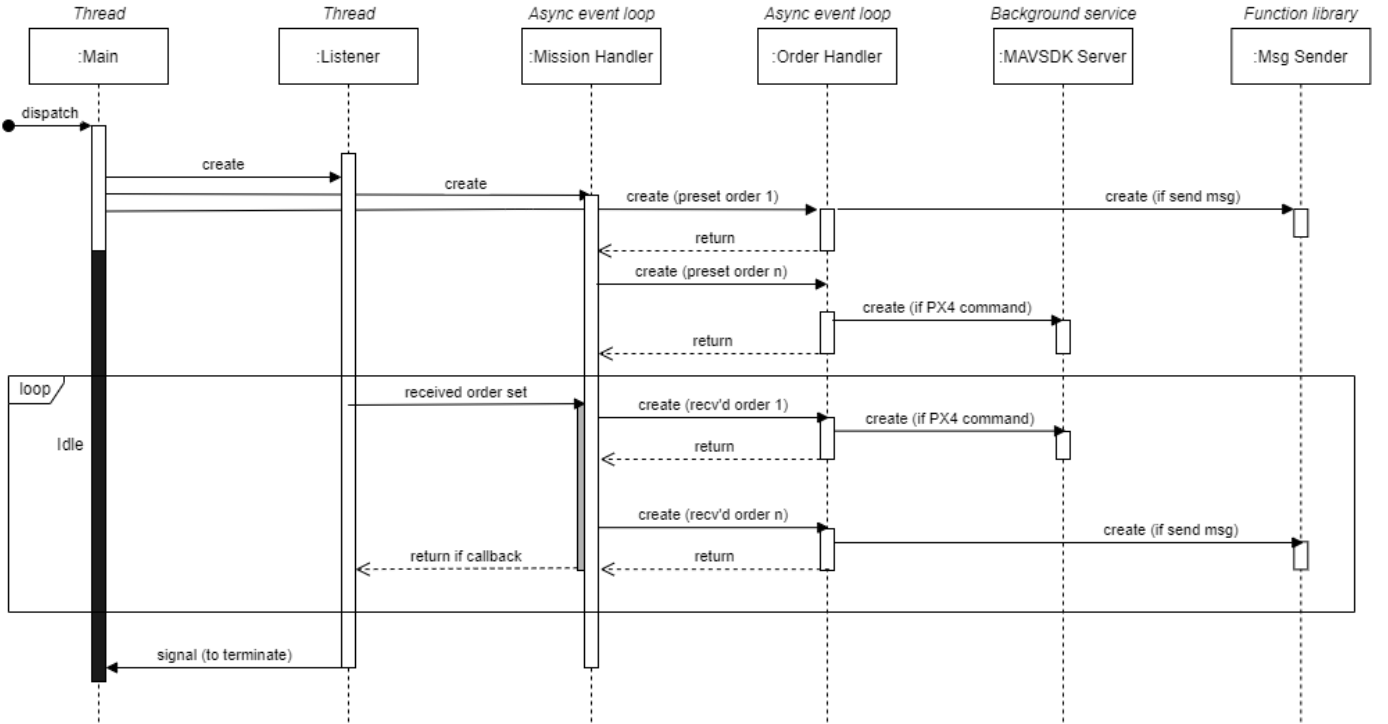 Thread
Thread
Async event loop
Async event loop
Background service
Function library
:Main
:Listener
:Mission Handler
:Order Handler
:MAVSDK Server
:Msg Sender
dispatch
create
create
create (preset order 1)
create (if send msg)
return
create (preset order n)
create (if PX4 command)
return
loop
received order set
create (recv'd order 1)
create (if PX4 command)
Idle
return
create (recv'd order n)
create (if send msg)
return if callback
return
signal (to terminate)